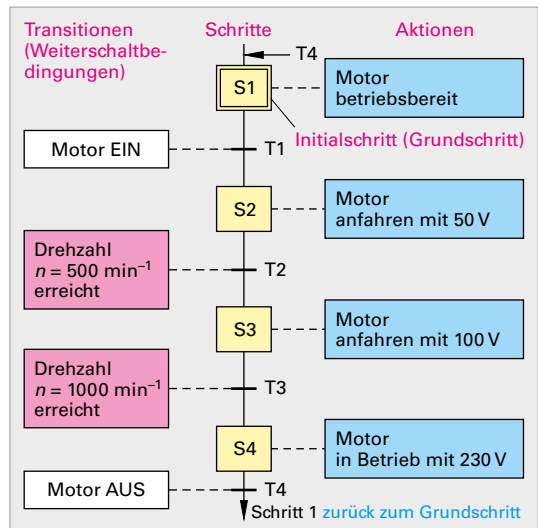 Transitionen
(Weiterschaltbe-
dingungen)
Schritte
Aktionen
T4
S1
Motor
betriebsbereit
Initialschritt (Grundschritt)
Motor EIN
T1
S2
Motor
anfahren mit 50 V
Drehzahl
n = 500 min⁻¹
erreicht
T2
S3
Motor
anfahren mit 100 V
Drehzahl
n = 1000 min⁻¹
erreicht
T3
S4
Motor
in Betrieb mit 230 V
Motor AUS
T4
Schritt 1 zurück zum Grundschritt